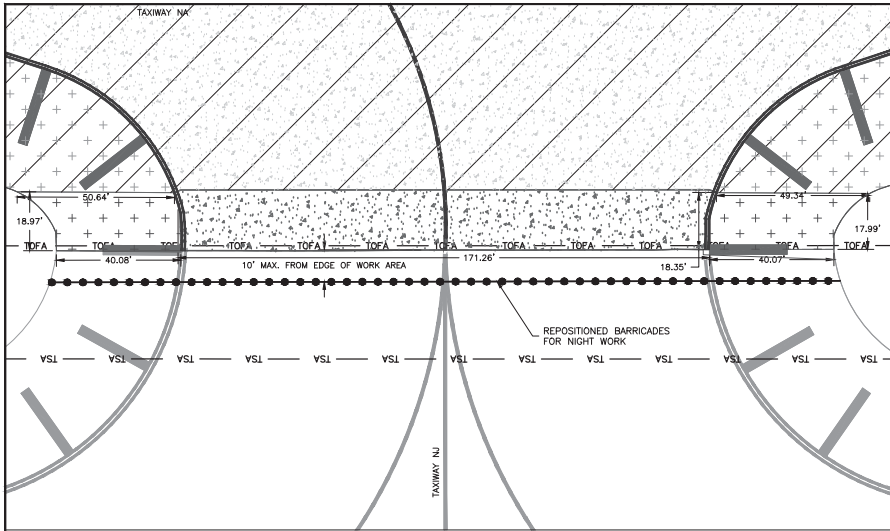 TAXIWAY NA
50.64'
49.34'
18.97'
17.99'
TOFA TOFA TOFA TOFA TOFA TOFA TOFA TOFA TOFA TOFA TOFA TOFA TOFA
40.08'
171.26'
40.07'
10' MAX. FROM EDGE OF WORK AREA
18.35'
REPOSITIONED BARRICADES
FOR NIGHT WORK
TSA TSA TSA TSA TSA TSA TSA TSA TSA TSA TSA TSA
TAXIWAY NJ